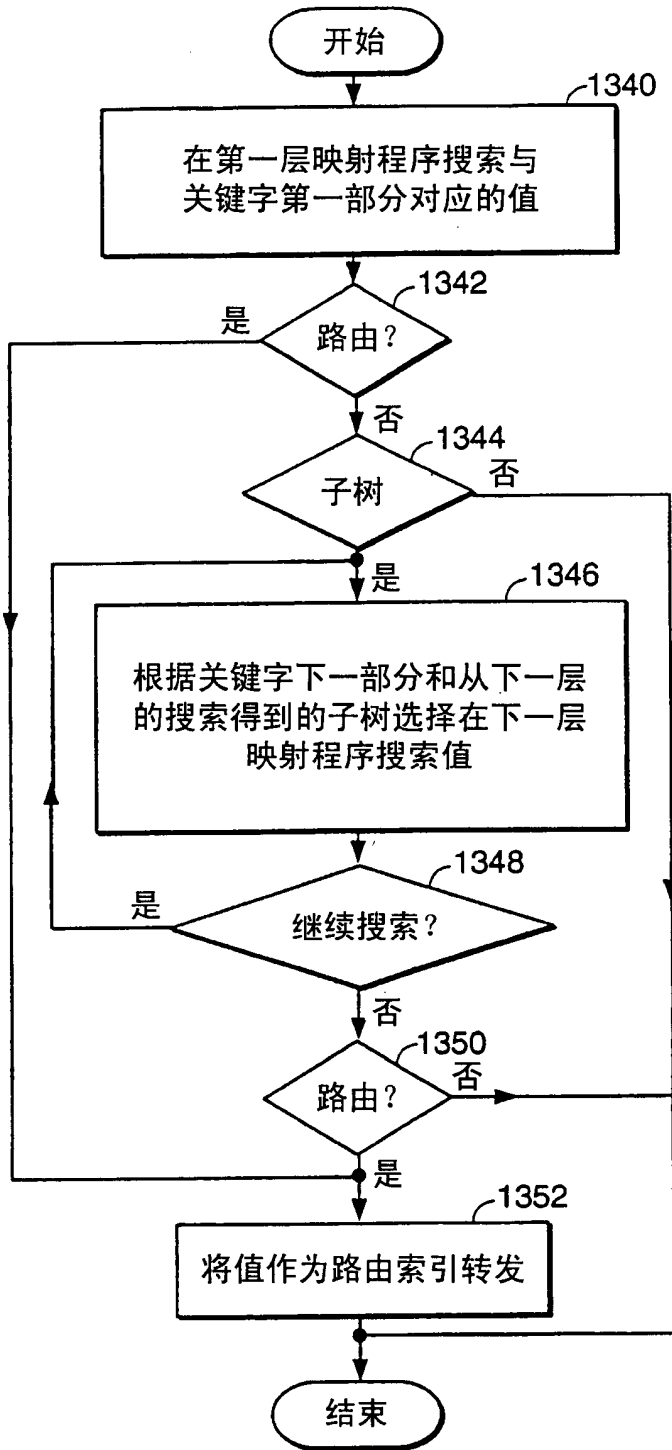 开始
1340
在第一层映射程序搜索与
关键字第一部分对应的值
1342
是
路由?
否
1344
子树
否
是
1346
根据关键字下一部分和从下一层
的搜索得到的子树选择在下一层
映射程序搜索值
1348
是
继续搜索?
否
1350
路由?
否
是
1352
将值作为路由索引转发
结束